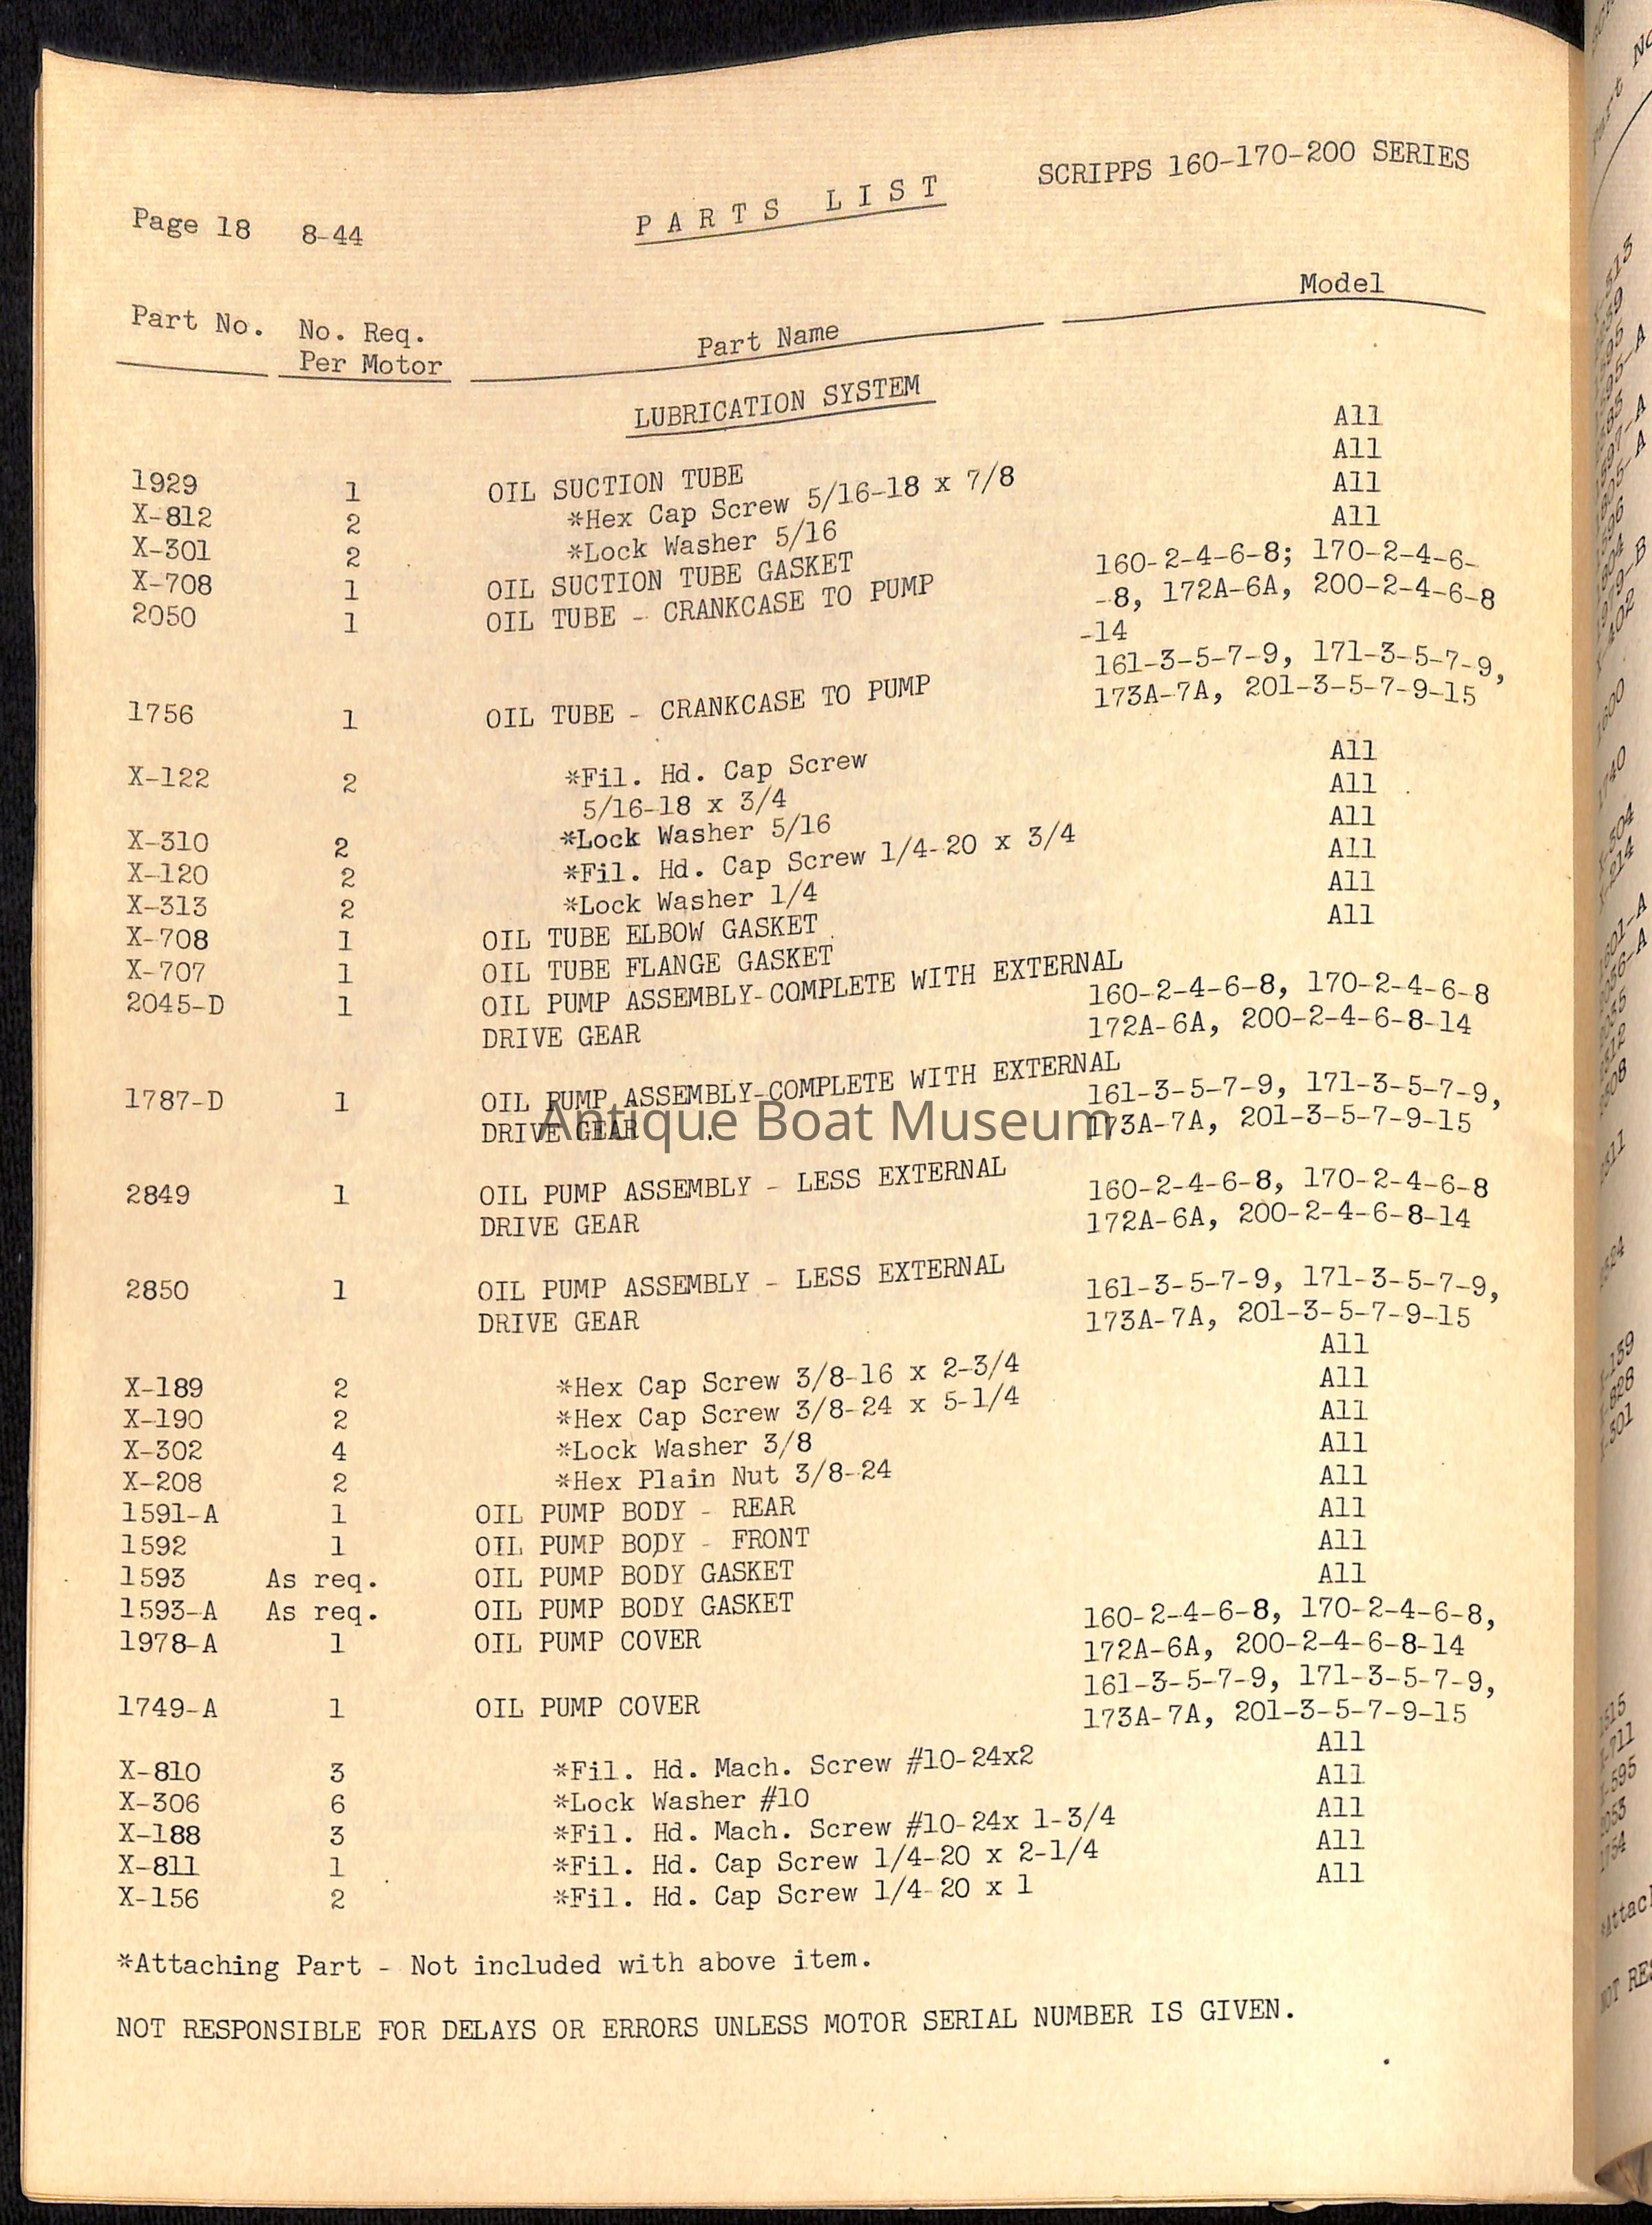 SCRIPPS 160-170-200 SERIES
Page 18 8-44 PARTS LIST
Model
Part No. No. Req. Part Name
Per Motor
LUBRICATION SYSTEM
1929 1 OIL SUCTION TUBE All
X-812 2 *Hex Cap Screw 5/16-18 x 7/8 All
X-301 2 *Lock Washer 5/16 All
X-708 1 OIL SUCTION TUBE GASKET All
2050 1 OIL TUBE - CRANKCASE TO PUMP 160-2-4-6-8; 170-2-4-6-
-8, 172A-6A, 200-2-4-6-8
-14
1756 1 OIL TUBE - CRANKCASE TO PUMP 161-3-5-7-9, 171-3-5-7-9,
173A-7A, 201-3-5-7-9-15
X-122 2 *Fil. Hd. Cap Screw All
5/16-18 x 3/4
X-310 2 *Lock Washer 5/16 All
X-120 2 *Fil. Hd. Cap Screw 1/4-20 x 3/4 All
X-313 2 *Lock Washer 1/4 All
X-708 1 OIL TUBE ELBOW GASKET All
X-707 1 OIL TUBE FLANGE GASKET All
2045-D 1 OIL PUMP ASSEMBLY-COMPLETE WITH EXTERNAL 160-2-4-6-8, 170-2-4-6-8
DRIVE GEAR 172A-6A, 200-2-4-6-8-14
1787-D 1 OIL PUMP ASSEMBLY-COMPLETE WITH EXTERNAL 161-3-5-7-9, 171-3-5-7-9,
DRIVE GEAR 173A-7A, 201-3-5-7-9-15
Antique Boat Museum
2849 1 OIL PUMP ASSEMBLY - LESS EXTERNAL 160-2-4-6-8, 170-2-4-6-8
DRIVE GEAR 172A-6A, 200-2-4-6-8-14
2850 1 OIL PUMP ASSEMBLY - LESS EXTERNAL 161-3-5-7-9, 171-3-5-7-9,
DRIVE GEAR 173A-7A, 201-3-5-7-9-15
X-189 2 *Hex Cap Screw 3/8-16 x 2-3/4 All
X-190 2 *Hex Cap Screw 3/8-24 x 5-1/4 All
X-302 4 *Lock Washer 3/8 All
X-208 2 *Hex Plain Nut 3/8-24 All
1591-A 1 OIL PUMP BODY - REAR All
1592 1 OIL PUMP BODY - FRONT All
1593 As req. OIL PUMP BODY GASKET All
1593-A As req. OIL PUMP BODY GASKET All
1978-A 1 OIL PUMP COVER 160-2-4-6-8, 170-2-4-6-8,
172A-6A, 200-2-4-6-8-14
1749-A 1 OIL PUMP COVER 161-3-5-7-9, 171-3-5-7-9,
173A-7A, 201-3-5-7-9-15
X-810 3 *Fil. Hd. Mach. Screw #10-24x2 All
X-306 6 *Lock Washer #10 All
X-188 3 *Fil. Hd. Mach. Screw #10-24x 1-3/4 All
X-811 1 *Fil. Hd. Cap Screw 1/4-20 x 2-1/4 All
X-156 2 *Fil. Hd. Cap Screw 1/4-20 x 1 All
*Attaching Part - Not included with above item.
NOT RESPONSIBLE FOR DELAYS OR ERRORS UNLESS MOTOR SERIAL NUMBER IS GIVEN.